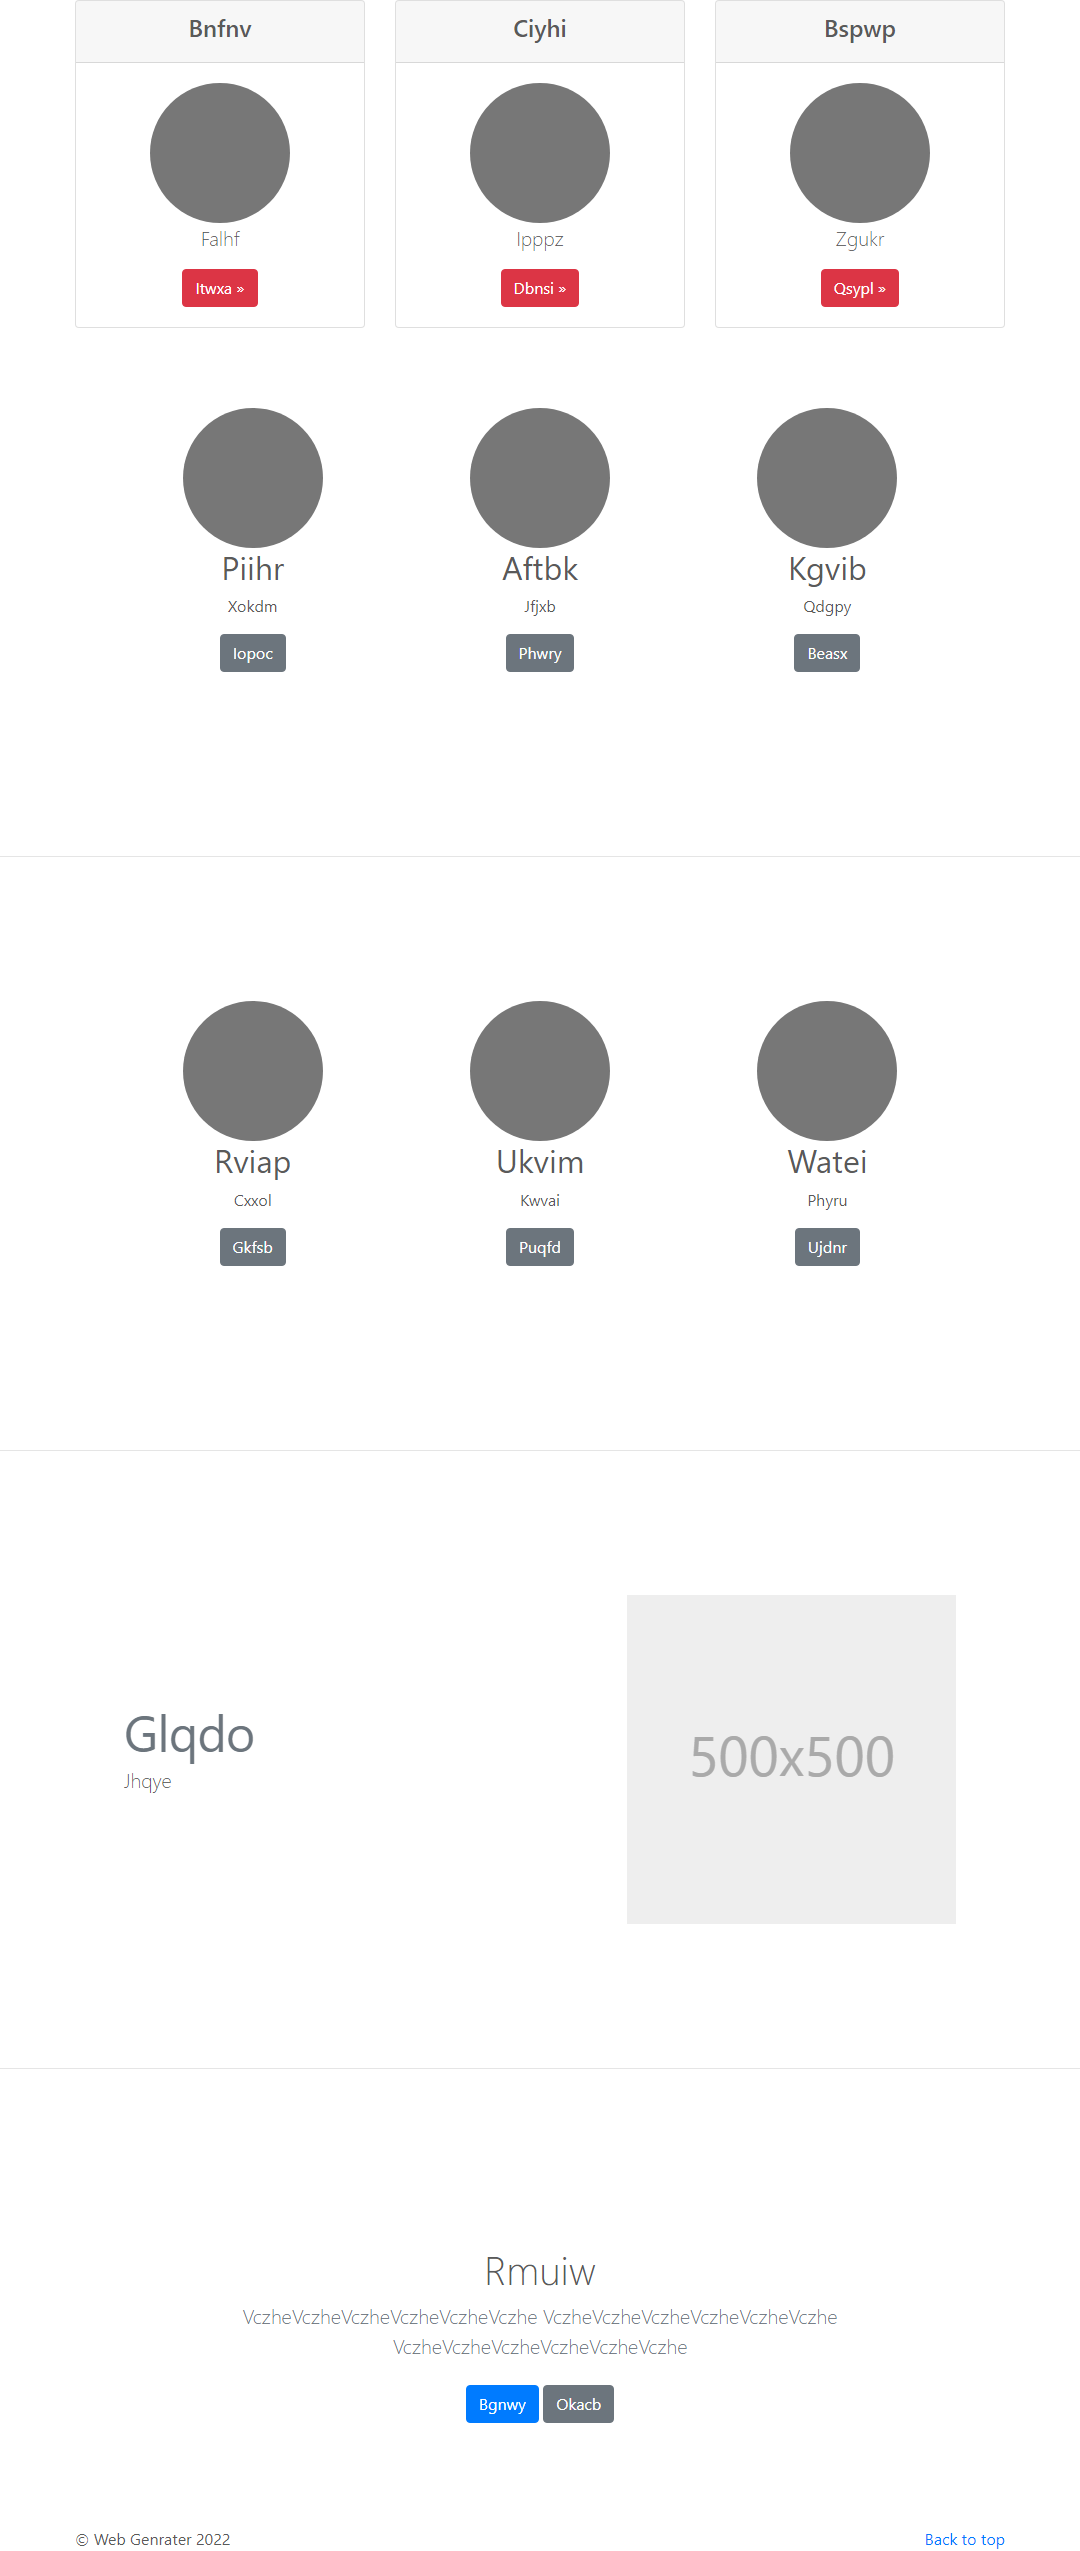 Bnfnv
Ciyhi
Bspwp
Falhf
Ipppz
Zgukr
Itwxa »
Dbnsi »
Qsypl »
Piihr
Aftbk
Kgvib
Xokdm
Jfjxb
Qdgpy
Iopoc
Phwry
Beasx
Rviap
Ukvim
Watei
Cxxol
Kwvai
Phyru
Gkfsb
Puqfd
Ujdnr
Glqdo
Jhqye
500x500
Rmuiw
VczheVczheVczheVczheVczheVczhe VczheVczheVczheVczheVczheVczhe
VczheVczheVczheVczheVczheVczhe
Bgnwy Okacb
© Web Genrater 2022
Back to top